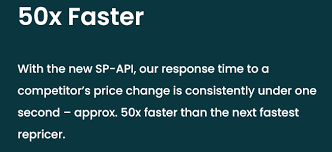 50x Faster
With the new SP-API, our response time to a
competitor's price change is consistently under one
second – approx. 50x faster than the next fastest
repricer.